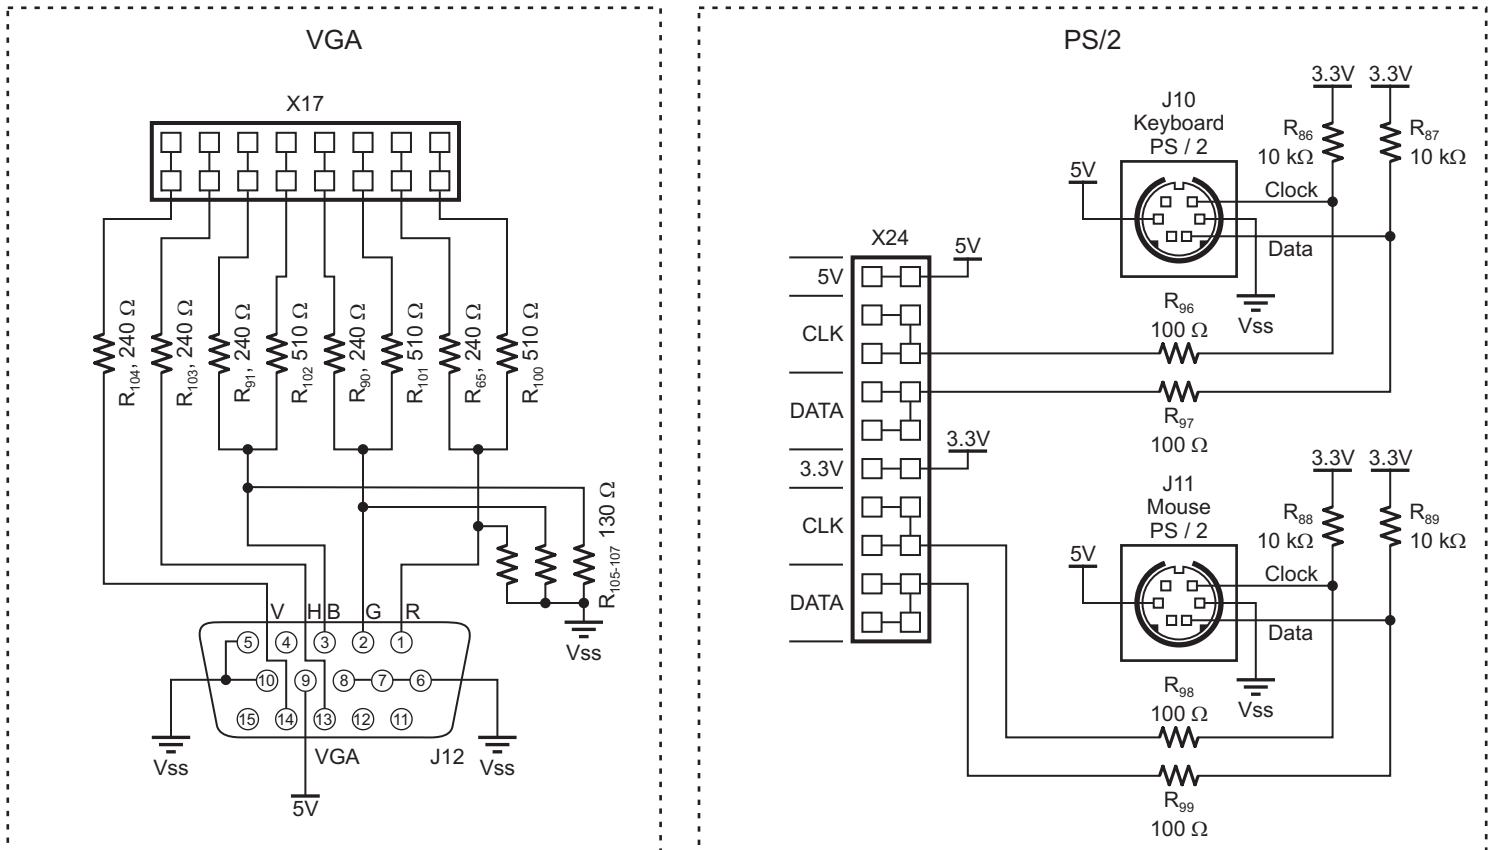 VGA
X17
R104, 240 Ω
R103, 240 Ω
R91, 240 Ω
R102 510 Ω
R90, 240 Ω
R101 510 Ω
R65, 240 Ω
R100 510 Ω
R105-107 130 Ω
Vss
V
H
B
G
R
5
4
3
2
1
10
9
8
7
6
15
14
13
12
11
VGA
J12
Vss
Vss
5V
PS/2
J10
Keyboard
PS / 2
5V
3.3V
3.3V
R86
10 kΩ
R87
10 kΩ
Clock
Data
Vss
X24
5V
5V
CLK
DATA
3.3V
3.3V
CLK
DATA
R96
100 Ω
R97
100 Ω
J11
Mouse
PS / 2
5V
3.3V
3.3V
R88
10 kΩ
R89
10 kΩ
Clock
Data
Vss
R98
100 Ω
R99
100 Ω